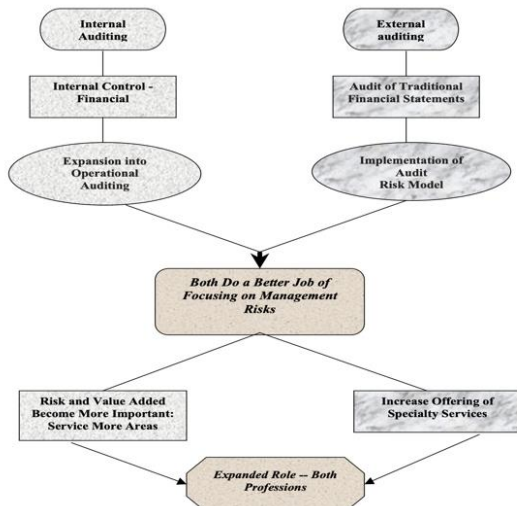 Internal
Auditing
External
auditing
Internal Control -
Financial
Audit of Traditional
Financial Statements
Expansion into
Operational
Auditing
Implementation of
Audit
Risk Model
Both Do a Better Job of
Focusing on Management
Risks
Risk and Value Added
Become More Important:
Service More Areas
Increase Offering of
Specialty Services
Expanded Role -- Both
Professions